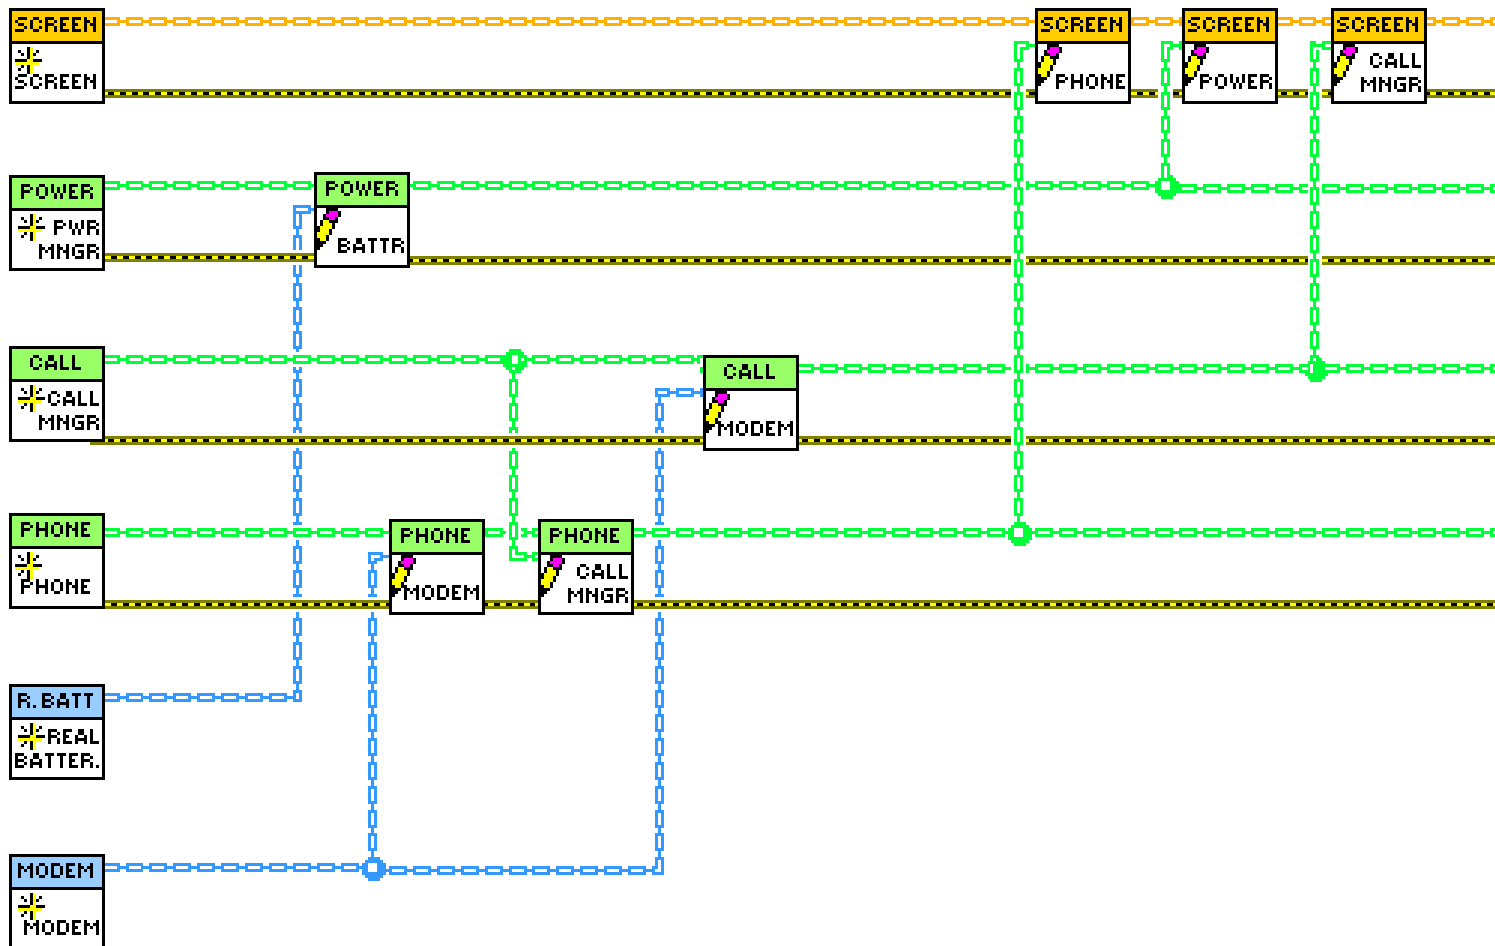 SCREEN
SCREEN
SCREEN
PHONE
SCREEN
POWER
SCREEN
CALL
MNGR
POWER
PWR
MNGR
POWER
BATTR
CALL
CALL
MNGR
CALL
MODEM
PHONE
PHONE
PHONE
MODEM
PHONE
CALL
MNGR
R.BATT
REAL
BATTER.
MODEM
MODEM